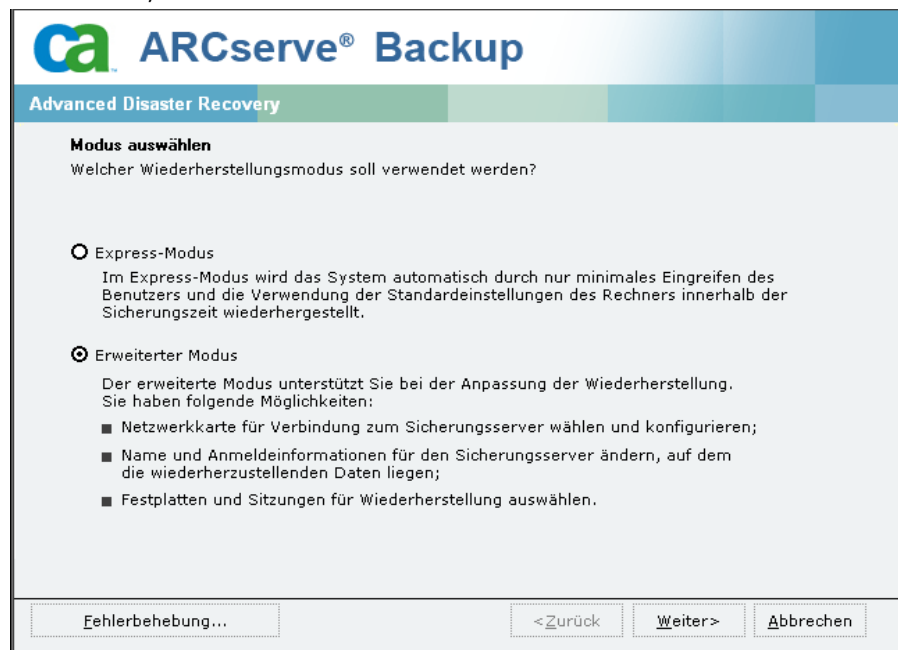 ca ARCserve® Backup
Advanced Disaster Recovery
Modus auswählen
Welcher Wiederherstellungsmodus soll verwendet werden?
Express-Modus
Im Express-Modus wird das System automatisch durch nur minimales Eingreifen des
Benutzers und die Verwendung der Standardeinstellungen des Rechners innerhalb der
Sicherungszeit wiederhergestellt.
Erweiterter Modus
Der erweiterte Modus unterstützt Sie bei der Anpassung der Wiederherstellung.
Sie haben folgende Möglichkeiten:
■ Netzwerkkarte für Verbindung zum Sicherungsserver wählen und konfigurieren;
■ Name und Anmeldeinformationen für den Sicherungsserver ändern, auf dem
die wiederherzustellenden Daten liegen;
■ Festplatten und Sitzungen für Wiederherstellung auswählen.
Fehlerbehebung... <Zurück Weiter> Abbrechen